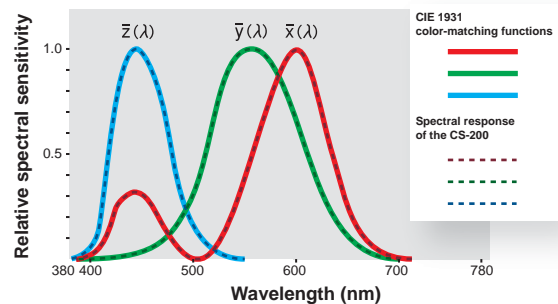 z̅(λ) y̅(λ) x̅(λ)
CIE 1931
color-matching functions
Spectral response
of the CS-200
Relative spectral sensitivity
1.0
0.5
380 400 500 600 700 780
Wavelength (nm)